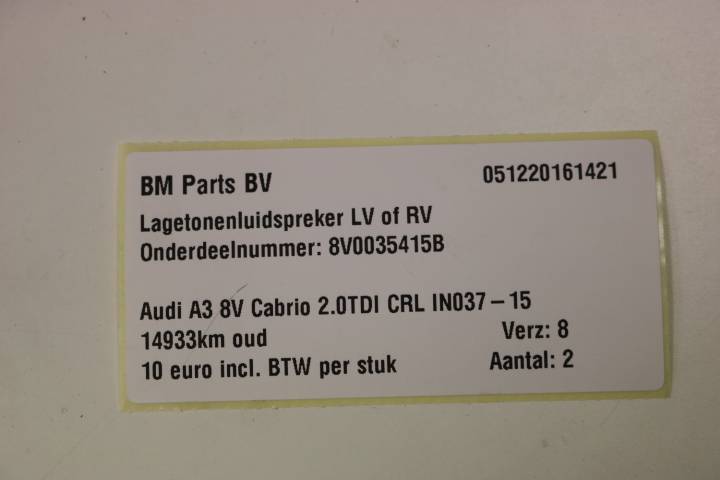 BM Parts BV 051220161421
Lagetonenluidspreker LV of RV
Onderdeelnummer: 8V0035415B
Audi A3 8V Cabrio 2.0TDI CRL IN037-15
14933km oud Verz: 8
10 euro incl. BTW per stuk Aantal: 2